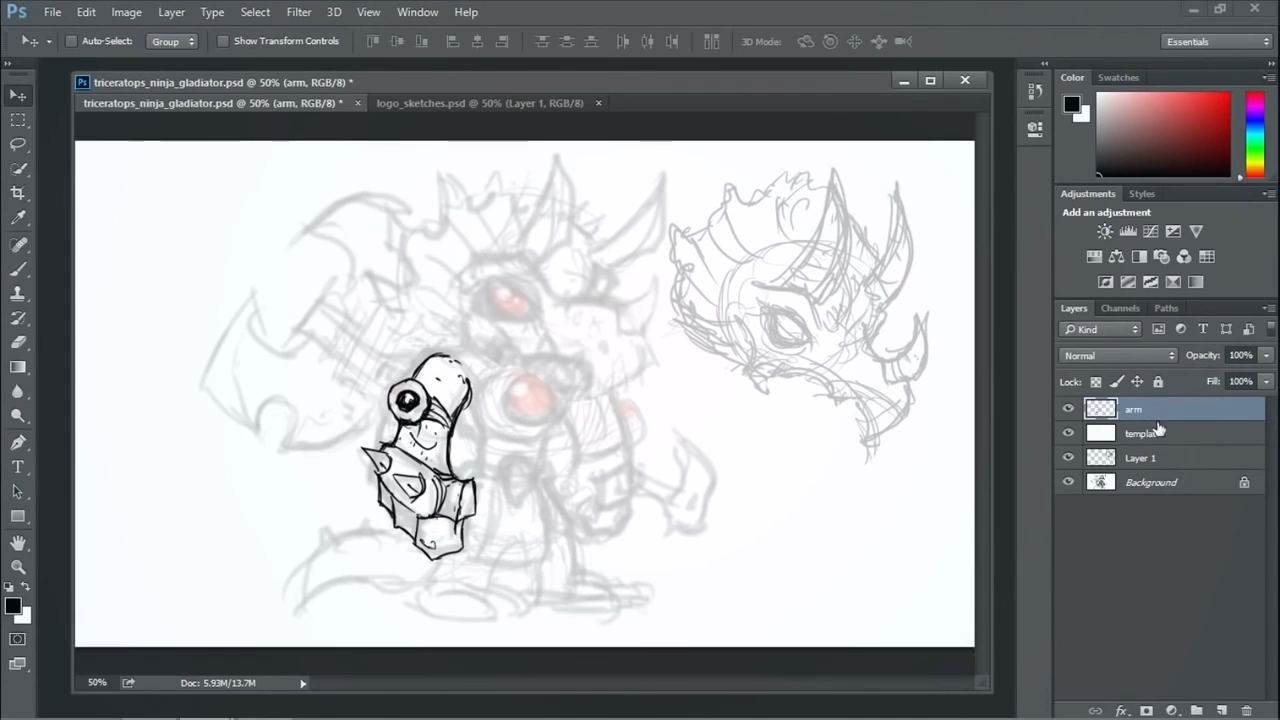 Ps File Edit Image Layer Type Select Filter 3D View Window Help
Auto-Select: Group Show Transform Controls 3D Mode: Essentials
Ps triceratops_ninja_gladiator.psd @ 50% (arm, RGB/8) *
triceratops_ninja_gladiator.psd @ 50% (arm, RGB/8) * × logo_sketches.psd @ 50% (Layer 1, RGB/8) ×
Color Swatches
Adjustments Styles
Add an adjustment
Layers Channels Paths
Kind
Normal Opacity: 100%
Lock: Fill: 100%
arm
Layer 1
Background
50% Doc: 5.93M/13.7M